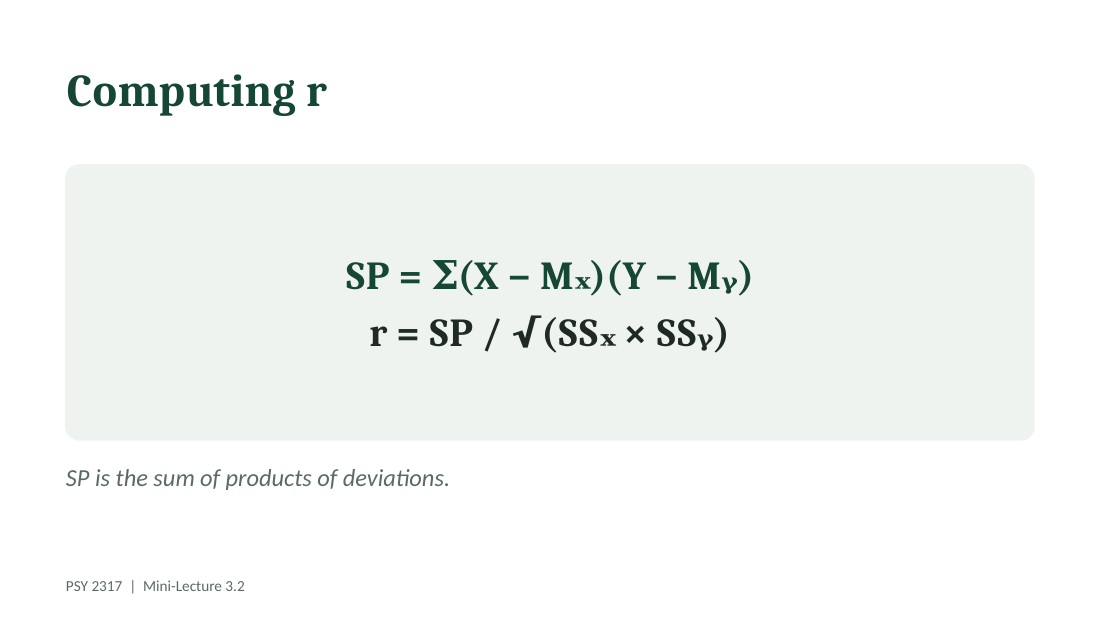 Computing r
SP = Σ(X − Mₓ)(Y − Mᵧ)
r = SP / √(SSₓ × SSᵧ)
SP is the sum of products of deviations.
PSY 2317 | Mini-Lecture 3.2